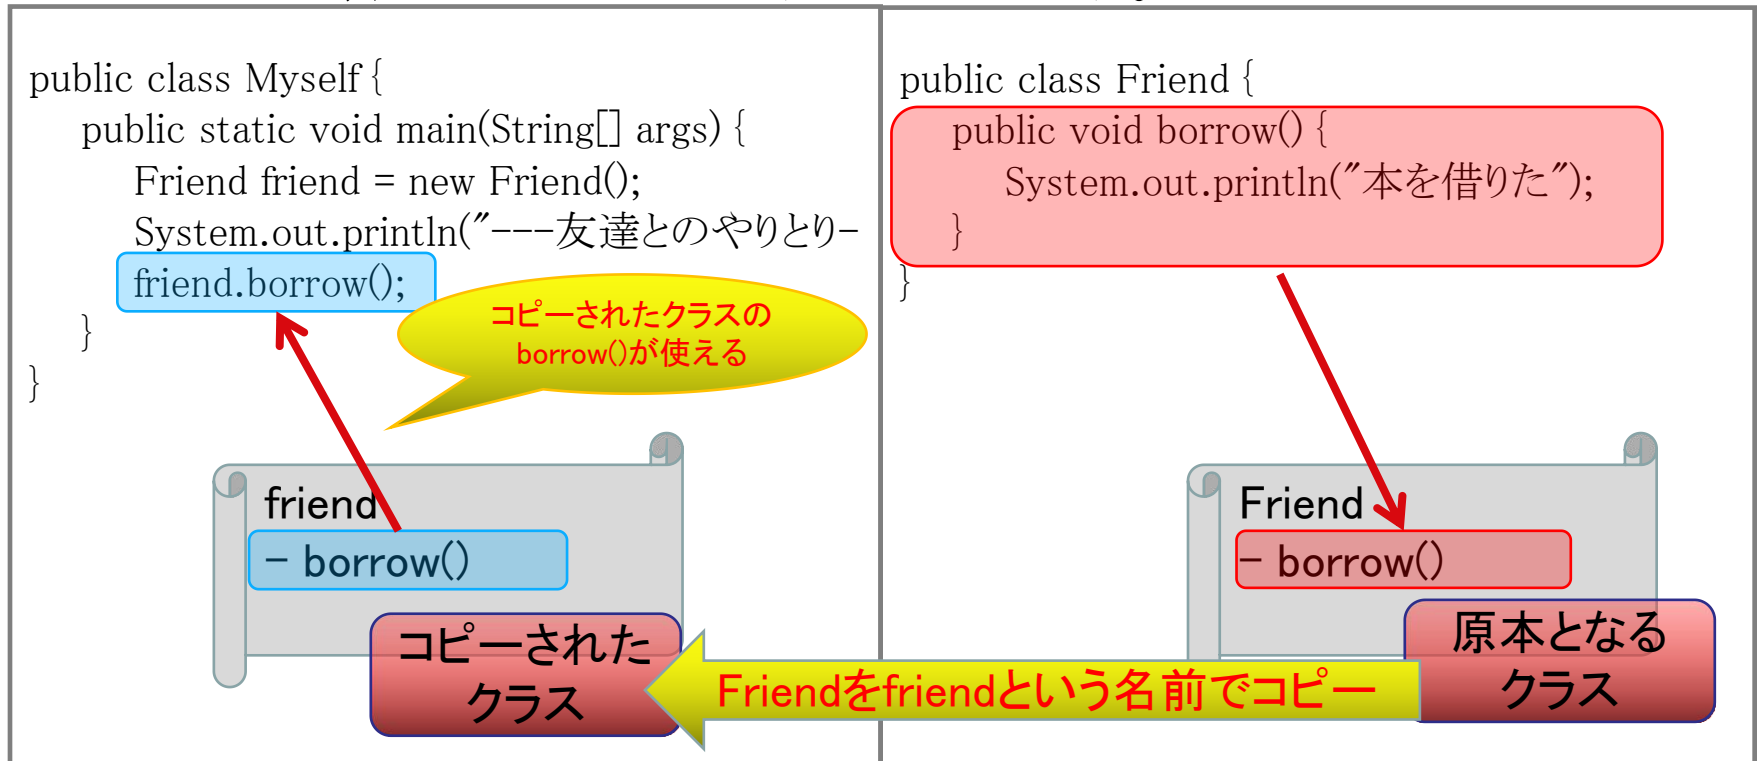 public class Myself {
public static void main(String[] args) {
Friend friend = new Friend();
System.out.println("---友達とのやりとり-
friend.borrow();
}
}
コピーされたクラスの
borrow()が使える
friend
- borrow()
コピーされた
クラス
public class Friend {
public void borrow() {
System.out.println("本を借りた");
}
}
Friend
- borrow()
原本となる
クラス
Friendをfriendという名前でコピー